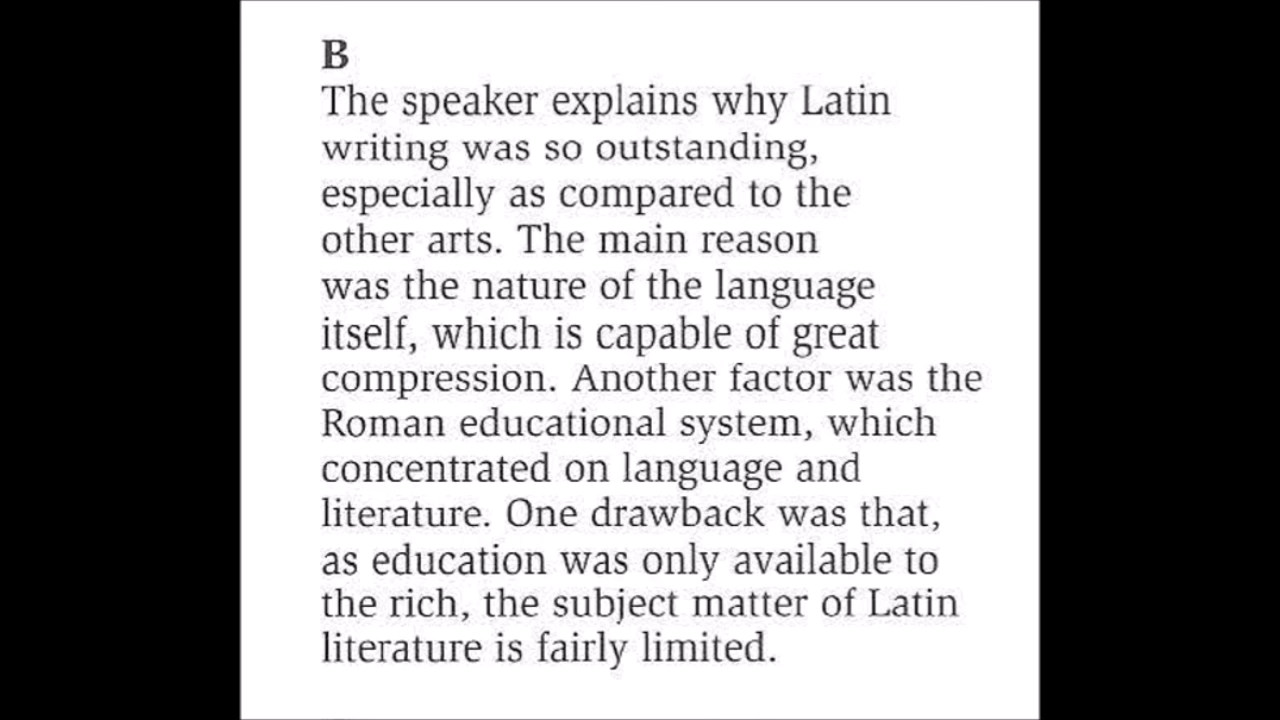 B
The speaker explains why Latin
writing was so outstanding,
especially as compared to the
other arts. The main reason
was the nature of the language
itself, which is capable of great
compression. Another factor was the
Roman educational system, which
concentrated on language and
literature. One drawback was that,
as education was only available to
the rich, the subject matter of Latin
literature is fairly limited.